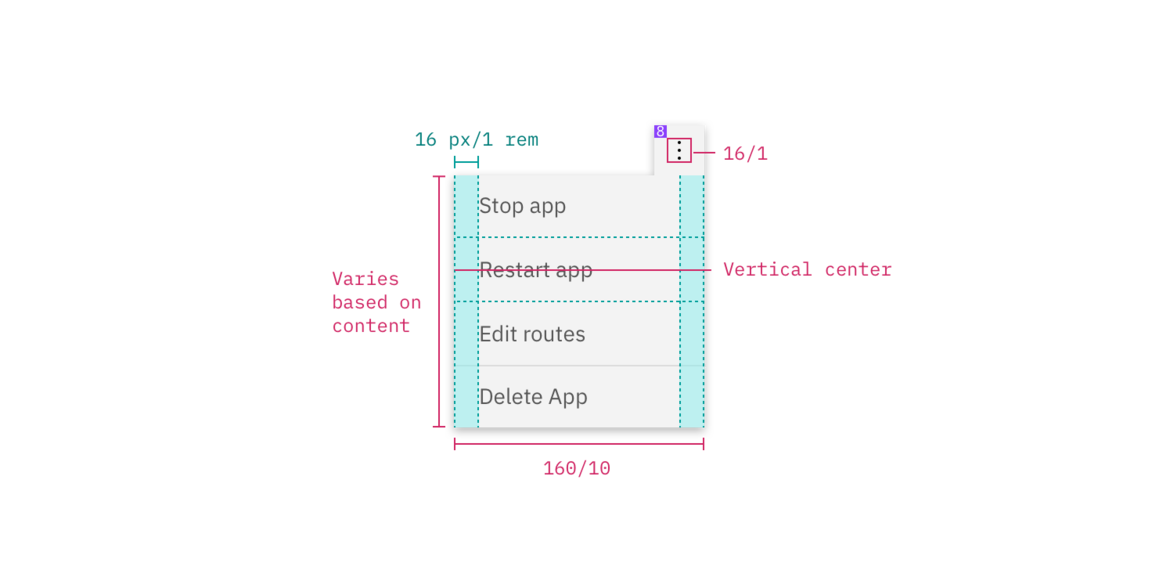 16 px/1 rem
8
16/1
Stop app
Restart app
Vertical center
Varies
based on
content
Edit routes
Delete App
160/10